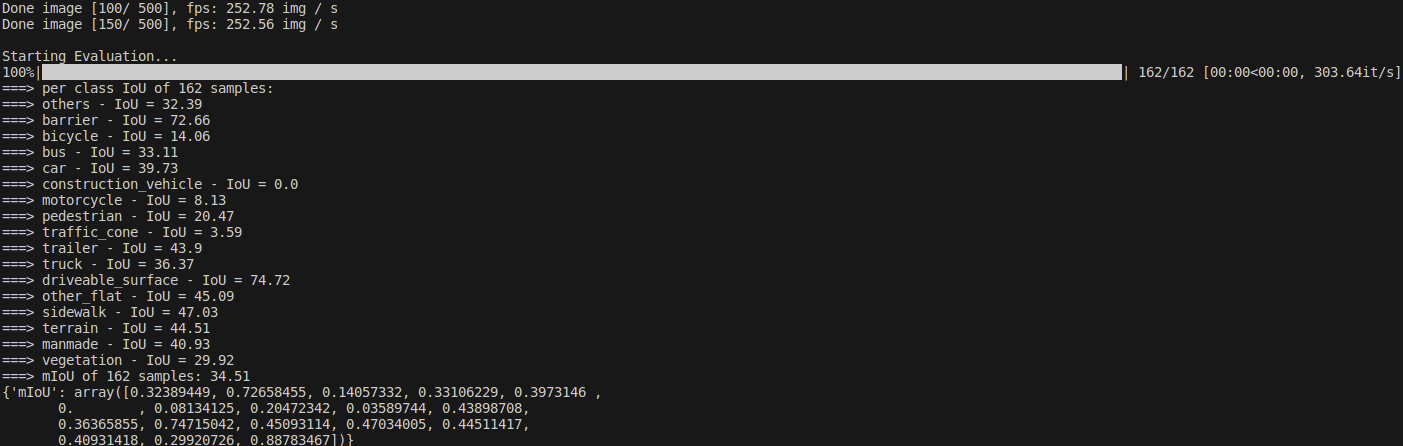 Done image [100/ 500], fps: 252.78 img / s
Done image [150/ 500], fps: 252.56 img / s
Starting Evaluation...
100%| | 162/162 [00:00<00:00, 303.64it/s]
===> per class IoU of 162 samples:
===> others - IoU = 32.39
===> barrier - IoU = 72.66
===> bicycle - IoU = 14.06
===> bus - IoU = 33.11
===> car - IoU = 39.73
===> construction_vehicle - IoU = 0.0
===> motorcycle - IoU = 8.13
===> pedestrian - IoU = 20.47
===> traffic_cone - IoU = 3.59
===> trailer - IoU = 43.9
===> truck - IoU = 36.37
===> driveable_surface - IoU = 74.72
===> other_flat - IoU = 45.09
===> sidewalk - IoU = 47.03
===> terrain - IoU = 44.51
===> manmade - IoU = 40.93
===> vegetation - IoU = 29.92
===> mIoU of 162 samples: 34.51
{'mIoU': array([0.32389449, 0.72658455, 0.14057332, 0.33106229, 0.3973146 ,
0.        , 0.08134125, 0.20472342, 0.03589744, 0.43898708,
0.36365855, 0.74715042, 0.45093114, 0.47034005, 0.44511417,
0.40931418, 0.29920726, 0.88783467])}